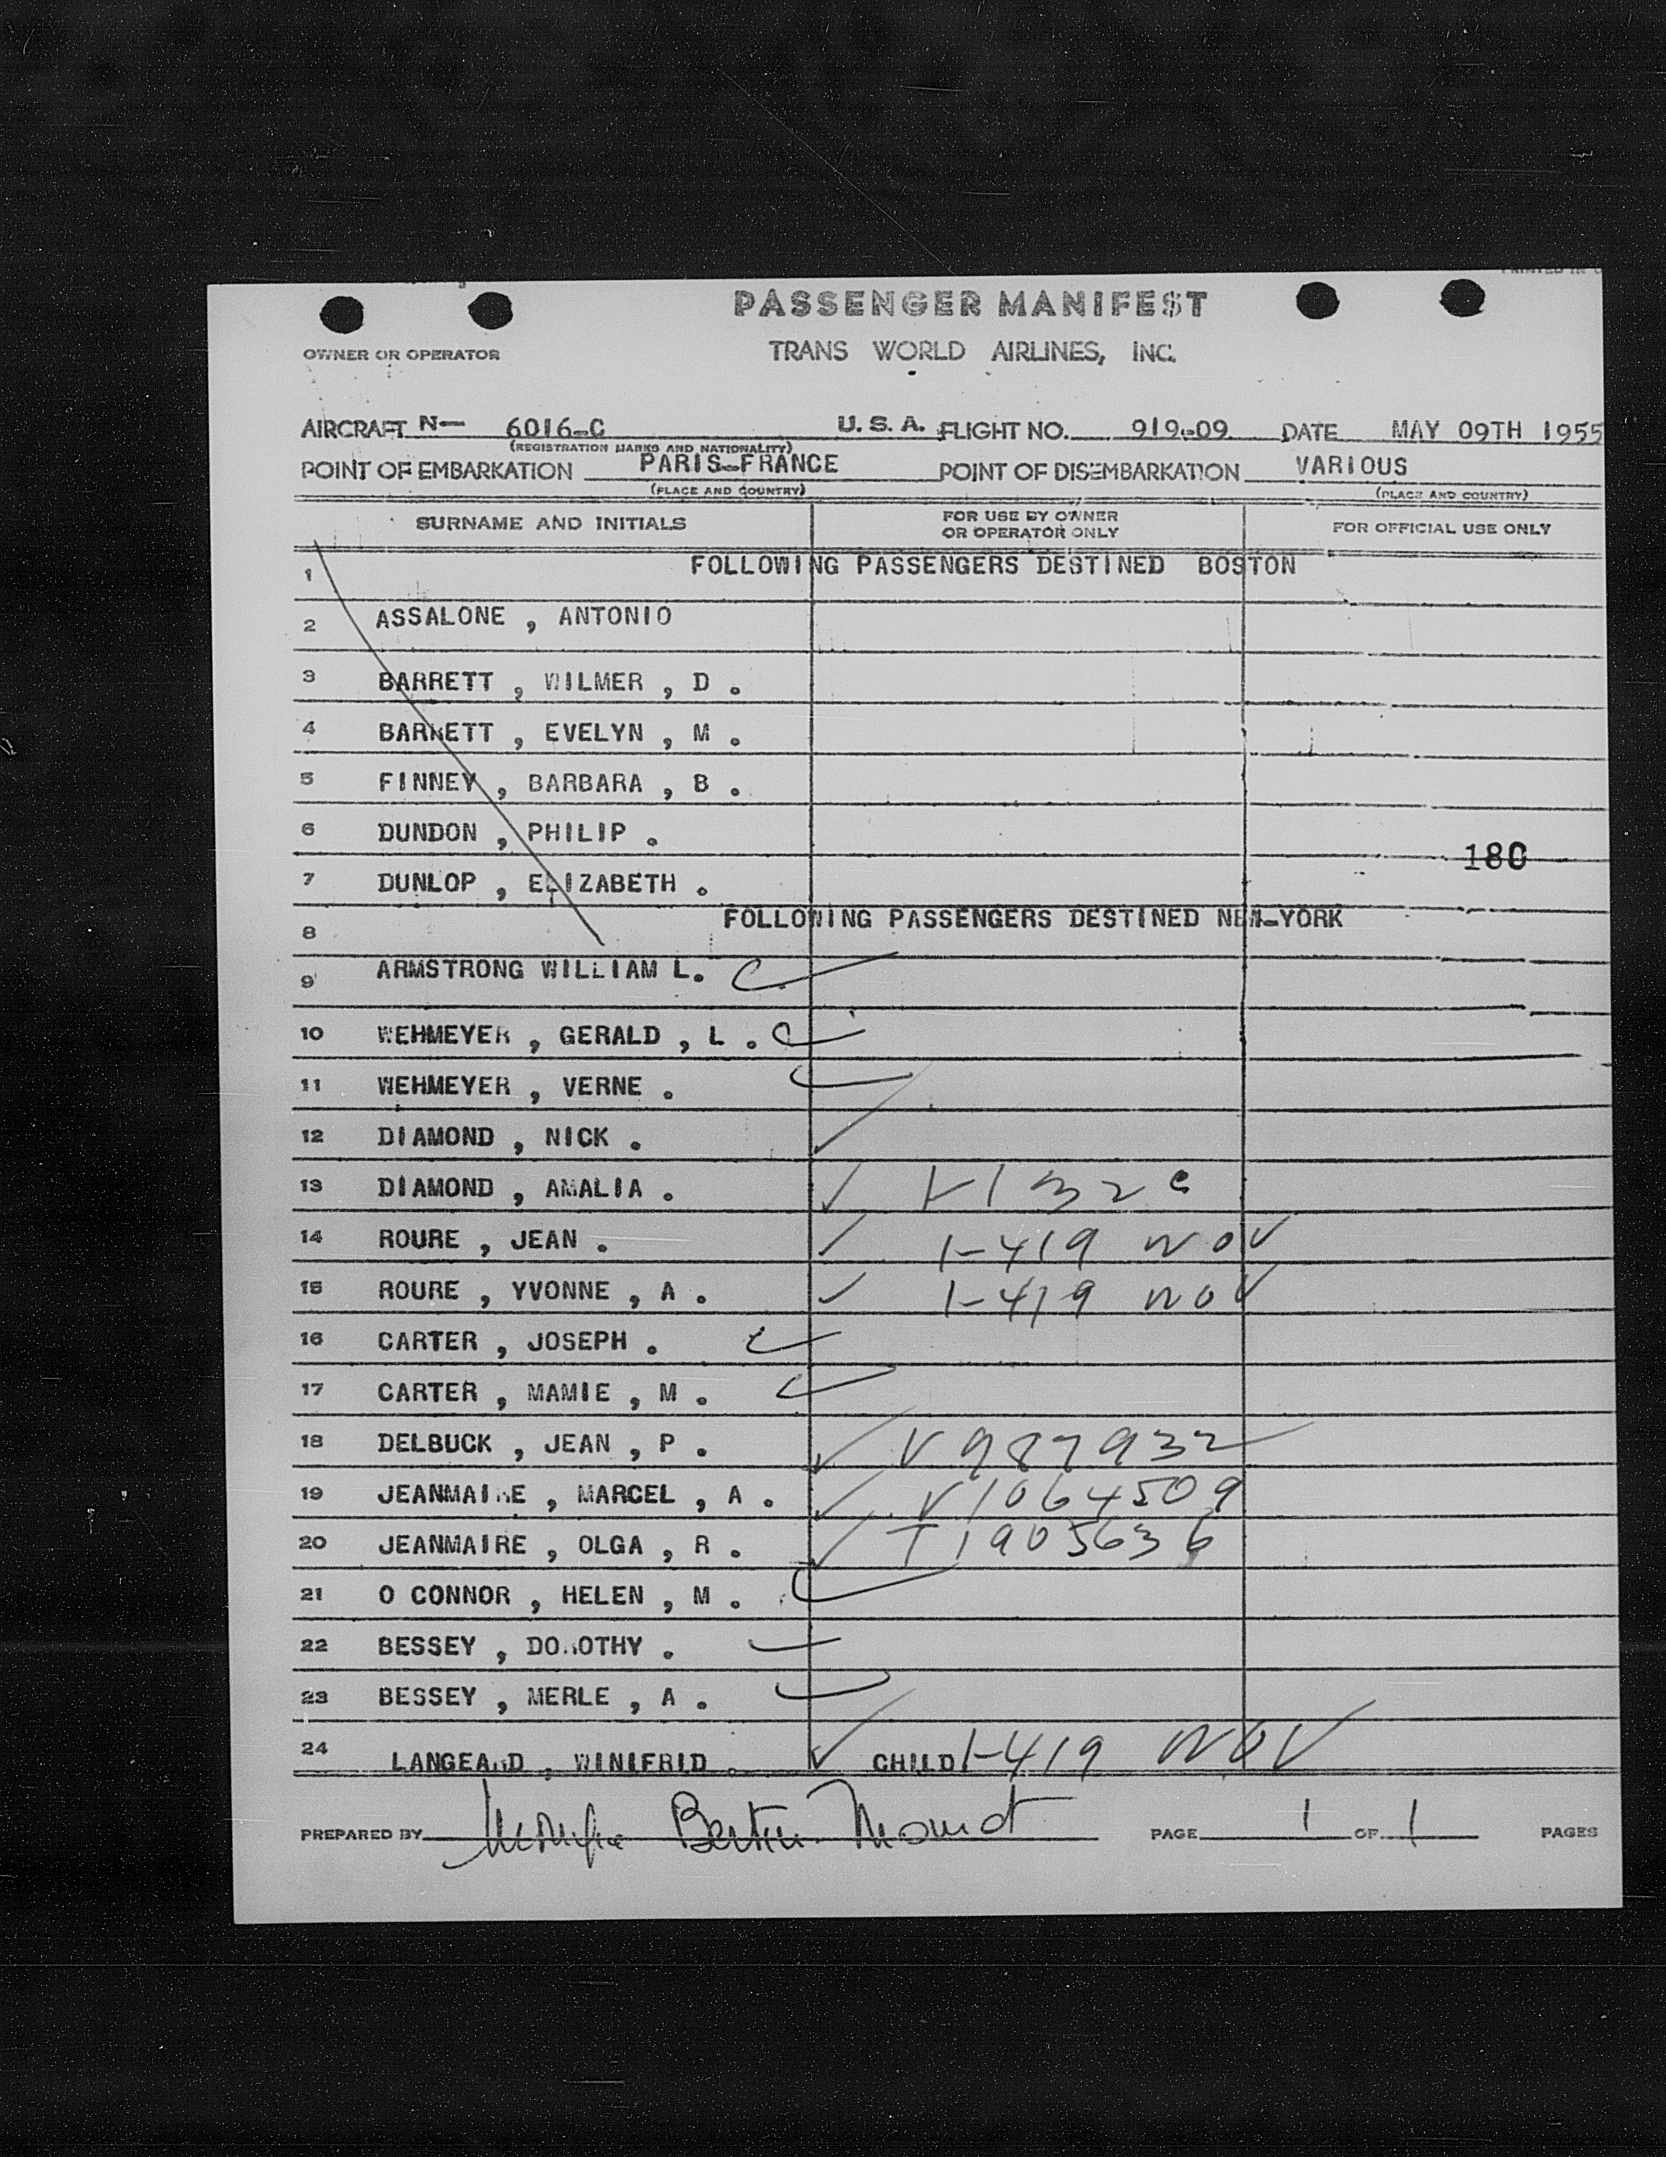 PASSENGER MANIFEST
OWNER OR OPERATOR TRANS WORLD AIRLINES, INC.
AIRCRAFT N— 6016-C U. S. A. FLIGHT NO. 919-09 DATE MAY 09TH 1955
(REGISTRATION MARKS AND NATIONALITY)
POINT OF EMBARKATION PARIS-FRANCE POINT OF DISEMBARKATION VARIOUS
(PLACE AND COUNTRY) (PLACE AND COUNTRY)
SURNAME AND INITIALS FOR USE BY OWNER OR OPERATOR ONLY FOR OFFICIAL USE ONLY
1 FOLLOWING PASSENGERS DESTINED BOSTON
2 ASSALONE , ANTONIO
3 BARRETT , WILMER , D .
4 BARRETT , EVELYN , M .
5 FINNEY , BARBARA , B .
6 DUNDON , PHILIP .
180
7 DUNLOP , ELIZABETH .
8 FOLLOWING PASSENGERS DESTINED NEW-YORK
9 ARMSTRONG WILLIAM L.
10 WEHMEYER , GERALD , L .
11 WEHMEYER , VERNE .
12 DIAMOND , NICK .
13 DIAMOND , AMALIA .
14 ROURE , JEAN . 1-419 NOV
15 ROURE , YVONNE , A . 1-419 NOV
16 CARTER , JOSEPH .
17 CARTER , MAMIE , M .
18 DELBUCK , JEAN , P . V 987932
19 JEANMAIRE , MARCEL , A . V1064509
20 JEANMAIRE , OLGA , R . T1905636
21 O CONNOR , HELEN , M .
22 BESSEY , DOROTHY .
23 BESSEY , MERLE , A .
24 LANGEARD , WINIFRID . CHILD 1-419 NOV
PREPARED BY PAGE 1 OF 1 PAGES